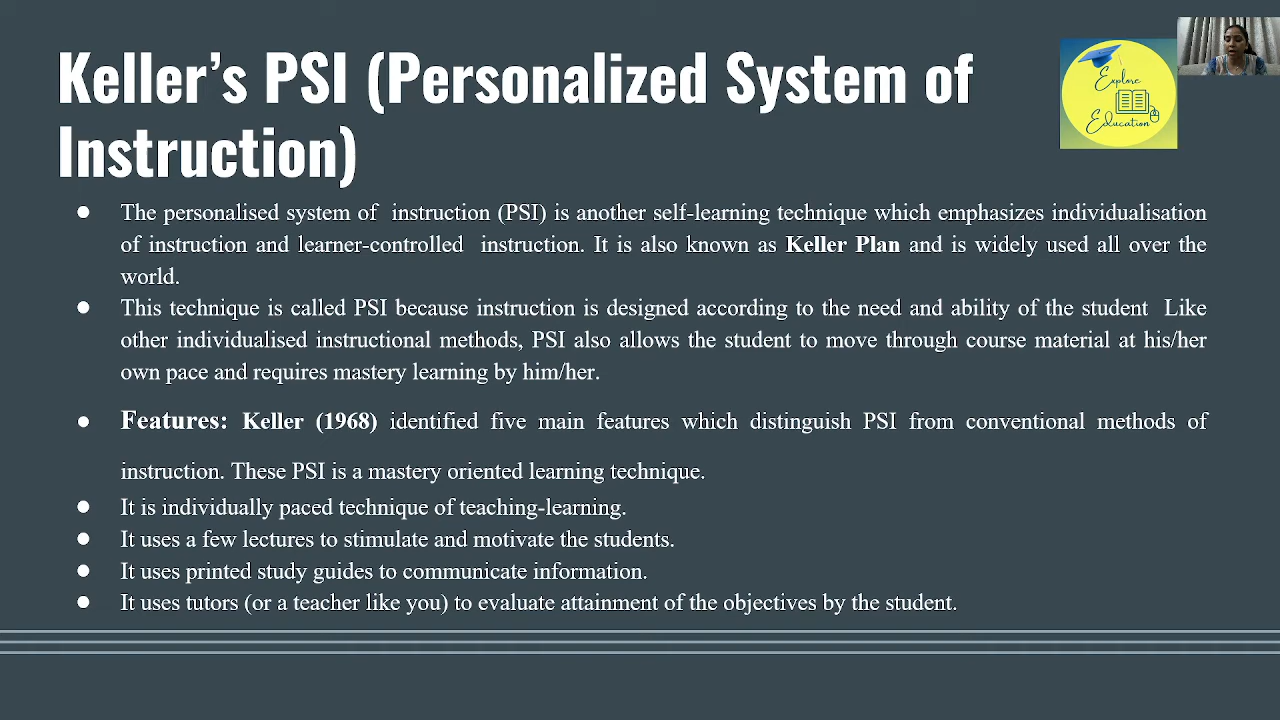 Keller's PSI (Personalized System of
Instruction)
Explore
Education
● The personalised system of instruction (PSI) is another self-learning technique which emphasizes individualisation
of instruction and learner-controlled instruction. It is also known as Keller Plan and is widely used all over the
world.
● This technique is called PSI because instruction is designed according to the need and ability of the student Like
other individualised instructional methods, PSI also allows the student to move through course material at his/her
own pace and requires mastery learning by him/her.
● Features: Keller (1968) identified five main features which distinguish PSI from conventional methods of
instruction. These PSI is a mastery oriented learning technique.
● It is individually paced technique of teaching-learning.
● It uses a few lectures to stimulate and motivate the students.
● It uses printed study guides to communicate information.
● It uses tutors (or a teacher like you) to evaluate attainment of the objectives by the student.